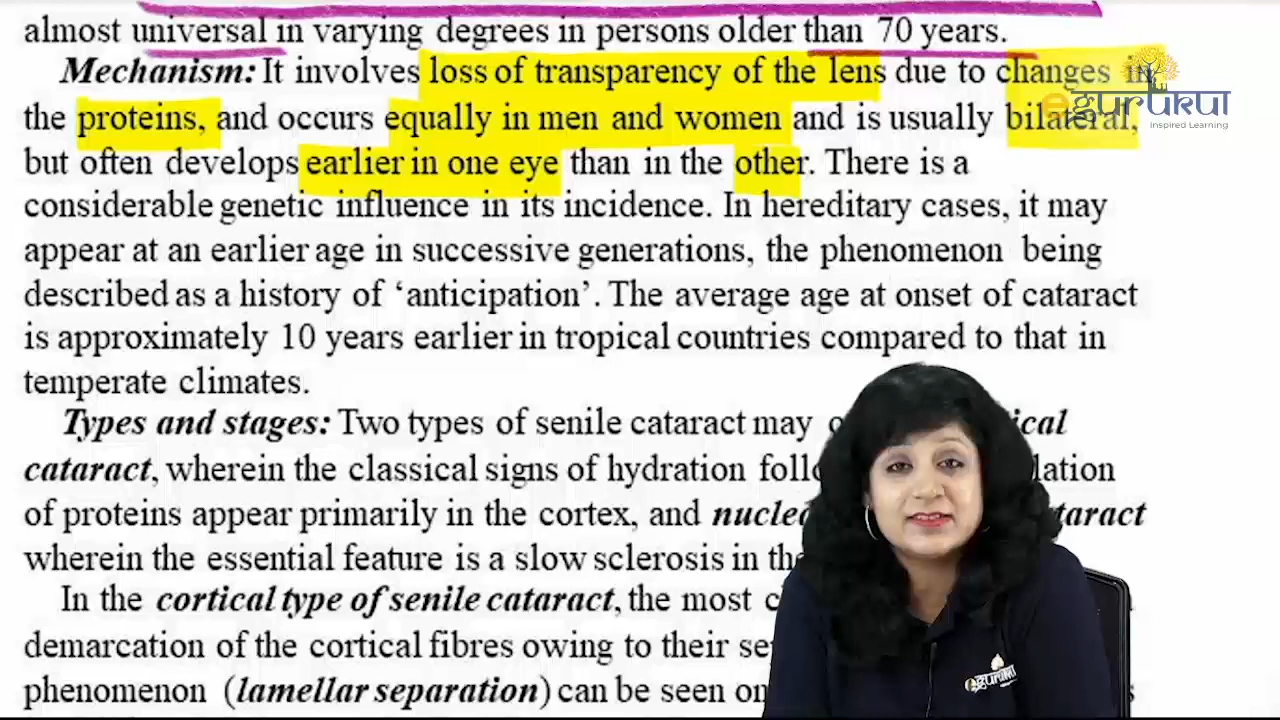 almost universal in varying degrees in persons older than 70 years.
Mechanism: It involves loss of transparency of the lens due to changes in
the proteins, and occurs equally in men and women and is usually bilateral,
but often develops earlier in one eye than in the other. There is a
considerable genetic influence in its incidence. In hereditary cases, it may
appear at an earlier age in successive generations, the phenomenon being
described as a history of ‘anticipation’. The average age at onset of cataract
is approximately 10 years earlier in tropical countries compared to that in
temperate climates.
Types and stages: Two types of senile cataract may
cataract, wherein the classical signs of hydration
of proteins appear primarily in the cortex, and
wherein the essential feature is a slow sclerosis in
In the cortical type of senile cataract, the most
demarcation of the cortical fibres owing to their
phenomenon (lamellar separation) can be seen
egurukul
Inspired Learning
egurukul